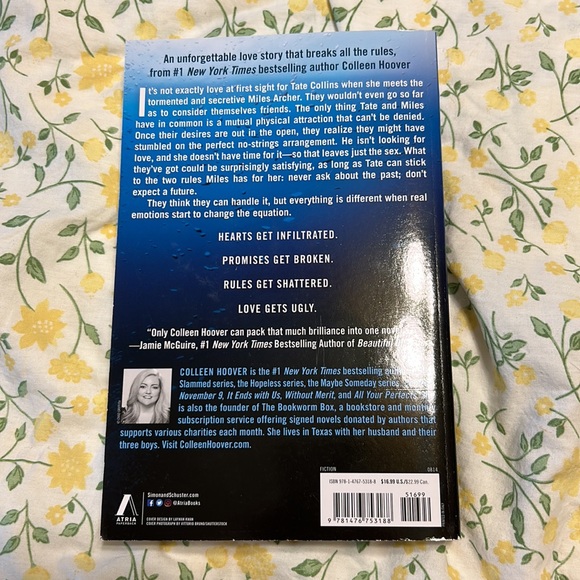 An unforgettable love story that breaks all the rules,
from #1 New York Times bestselling author Colleen Hoover
It's not exactly love at first sight for Tate Collins when she meets the
tormented and secretive Miles Archer. They wouldn't even go so far
as to consider themselves friends. The only thing Tate and Miles
have in common is a mutual physical attraction that can't be denied.
Once their desires are out in the open, they realize they might have
stumbled on the perfect no-strings arrangement. He isn't looking for
love, and she doesn't have time for it—so that leaves just the sex. What
they've got could be surprisingly satisfying, as long as Tate can stick
to the two rules Miles has for her: never ask about the past; don't
expect a future.
They think they can handle it, but everything is different when real
emotions start to change the equation.
HEARTS GET INFILTRATED.
PROMISES GET BROKEN.
RULES GET SHATTERED.
LOVE GETS UGLY.
"Only Colleen Hoover can pack that much brilliance into one
—Jamie McGuire, #1 New York Times Bestselling Author of Beautiful
COLLEEN HOOVER is the #1 New York Times bestselling
Slammed series, the Hopeless series, the Maybe Someday series,
November 9, It Ends with Us, Without Merit, and All Your
is also the founder of The Bookworm Box, a bookstore and
subscription service offering signed novels donated by authors that
supports various charities each month. She lives in Texas with her husband and their
three boys. Visit ColleenHoover.com.
FICTION 0818
ISBN 978-1-4767-5318-8 $16.99 U.S./$22.99 Can.
51699
9 781476 753188
ATRIA
PAPERBACK
SimonandSchuster.com
@AtriaBooks
COVER DESIGN BY
COVER PHOTOGRAPH BY